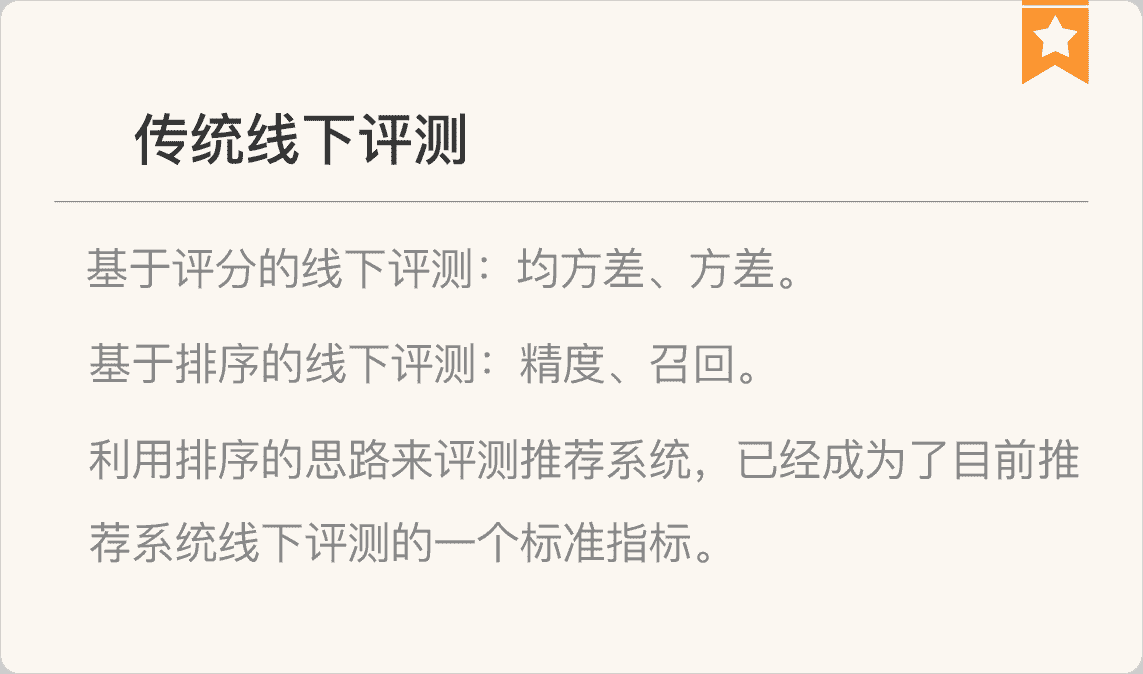 传统线下评测
基于评分的线下评测：均方差、方差。
基于排序的线下评测：精度、召回。
利用排序的思路来评测推荐系统，已经成为了目前推
荐系统线下评测的一个标准指标。